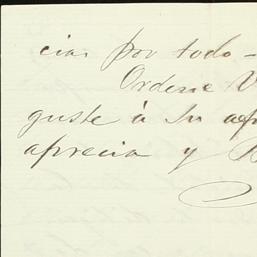 cias por todo -
Ordene V
guste á su
aprecia y B